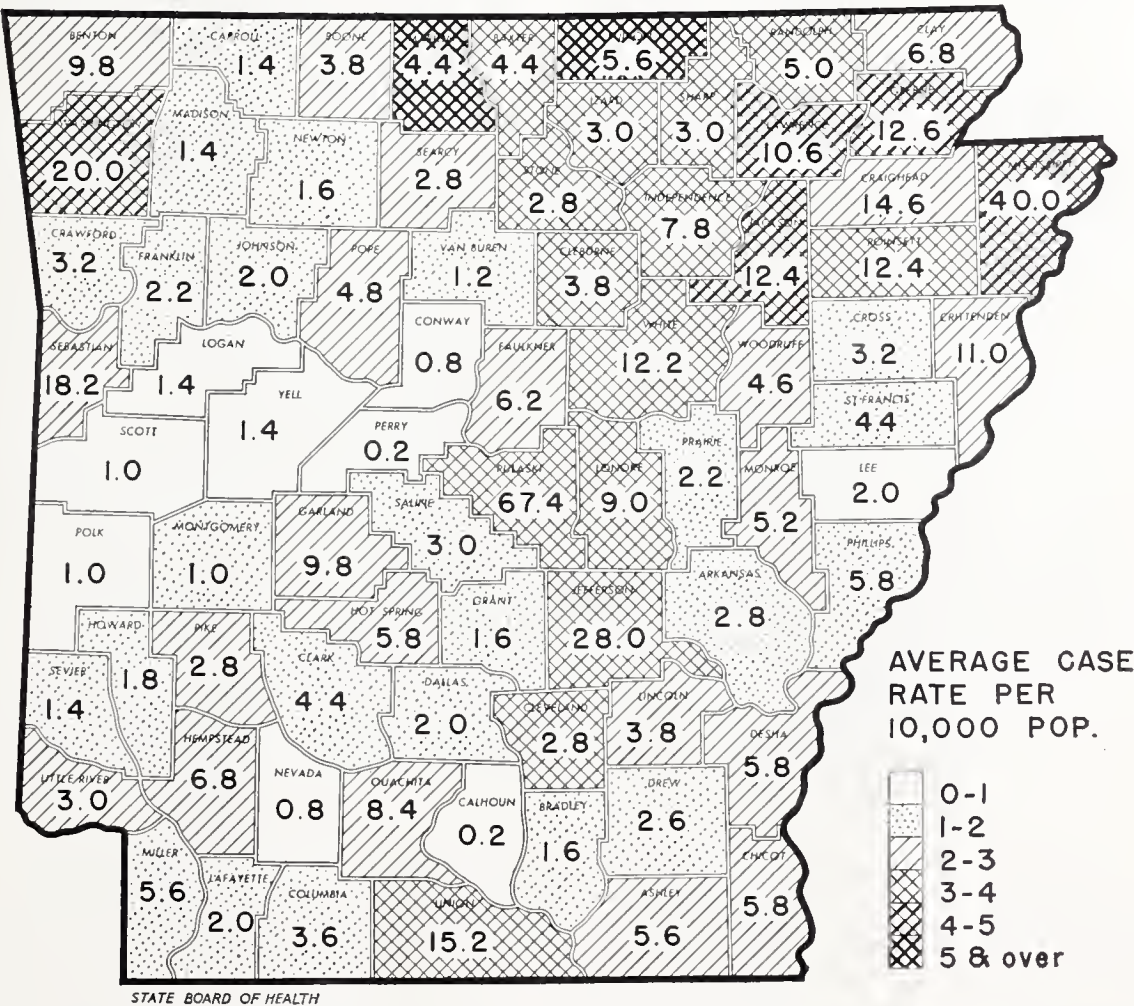 BENTON
9.8
CARROLL
1.4
BOONE
3.8
4.4
BAXTER
4.4
5.6
RANDOLPH
5.0
CLAY
6.8
MADISON
1.4
20.0
NEWTON
1.6
SEARCY
2.8
IZARD
3.0
SHARP
3.0
LAWRENCE
10.6
GREENE
12.6
STONE
2.8
INDEPENDENCE
7.8
JACKSON
12.4
CRAIGHEAD
14.6
40.0
POINSETT
12.4
CRAWFORD
3.2
FRANKLIN
2.2
JOHNSON
2.0
POPE
4.8
VAN BUREN
1.2
CLEBURNE
3.8
SEBASTIAN
18.2
LOGAN
1.4
CONWAY
0.8
FAULKNER
6.2
WHITE
12.2
WOODRUFF
4.6
CROSS
3.2
CRITTENDEN
11.0
SCOTT
1.0
YELL
1.4
PERRY
0.2
PULASKI
67.4
LONOKE
9.0
PRAIRIE
2.2
ST FRANCIS
44
MONROE
5.2
LEE
2.0
POLK
1.0
MONTGOMERY
1.0
GARLAND
9.8
SALINE
3.0
PHILLIPS
5.8
HOT SPRING
5.8
GRANT
1.6
JEFFERSON
28.0
ARKANSAS
2.8
HOWARD
1.8
PIKE
2.8
CLARK
4.4
DALLAS
2.0
CLEVELAND
2.8
LINCOLN
3.8
DESHA
5.8
SEVIER
1.4
LITTLE RIVER
3.0
HEMPSTEAD
6.8
NEVADA
0.8
OUACHITA
8.4
CALHOUN
0.2
BRADLEY
1.6
DREW
2.6
CHICOT
5.8
MILLER
5.6
LAFAYETTE
2.0
COLUMBIA
3.6
UNION
15.2
ASHLEY
5.6
AVERAGE CASE
RATE PER
10,000 POP.
0-1
1-2
2-3
3-4
4-5
5 & over
STATE BOARD OF HEALTH